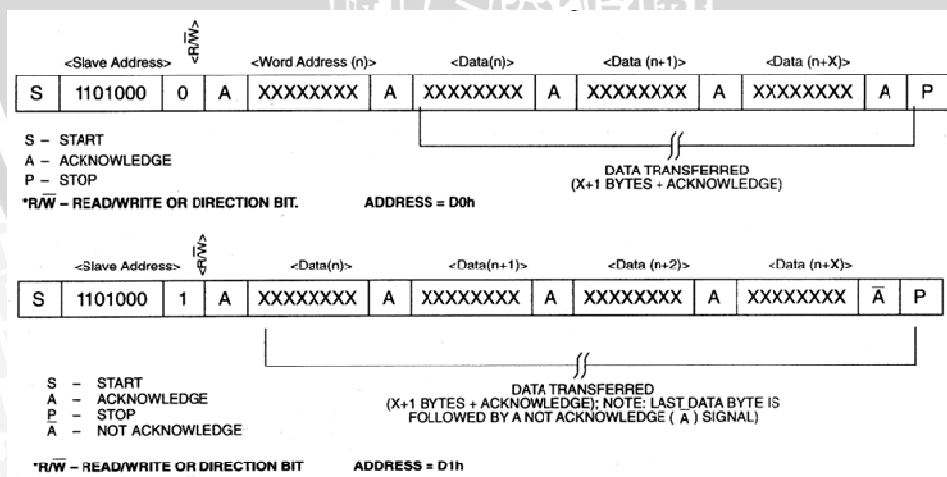 <R/W̅>
<Slave Address> <Word Address (n)> <Data(n)> <Data (n+1)> <Data (n+X)>
S 1101000 0 A XXXXXXXX A XXXXXXXX A XXXXXXXX A XXXXXXXX A P
S – START
A – ACKNOWLEDGE
P – STOP
DATA TRANSFERRED
(X+1 BYTES + ACKNOWLEDGE)
*R/W̅ – READ/WRITE OR DIRECTION BIT. ADDRESS = D0h
<R/W̅>
<Slave Address> <Data(n)> <Data(n+1)> <Data (n+2)> <Data (n+X)>
S 1101000 1 A XXXXXXXX A XXXXXXXX A XXXXXXXX A XXXXXXXX A̅ P
S – START
A – ACKNOWLEDGE
P – STOP
A̅ – NOT ACKNOWLEDGE
DATA TRANSFERRED
(X+1 BYTES + ACKNOWLEDGE); NOTE: LAST DATA BYTE IS
FOLLOWED BY A NOT ACKNOWLEDGE ( A̅ ) SIGNAL)
*R/W̅ – READ/WRITE OR DIRECTION BIT ADDRESS = D1h